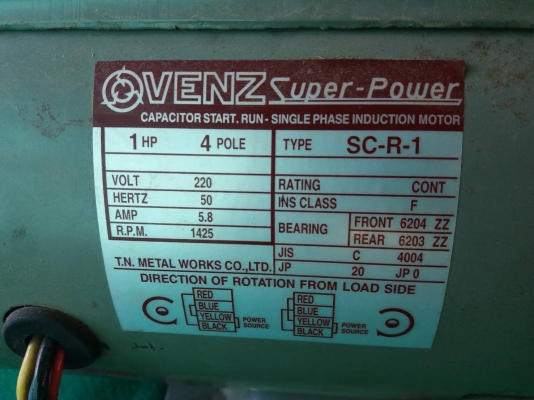 VENZ Super-Power
CAPACITOR START. RUN - SINGLE PHASE INDUCTION MOTOR
1 HP 4 POLE
VOLT 220
HERTZ 50
AMP 5.8
R.P.M. 1425
T.N. METAL WORKS CO.,LTD.
TYPE SC-R-1
RATING CONT
INS CLASS F
BEARING FRONT 6204 ZZ
REAR 6203 ZZ
JIS C 4004
JP 20 JP 0
DIRECTION OF ROTATION FROM LOAD SIDE
RED
BLUE
YELLOW
BLACK
POWER SOURCE
RED
BLUE
YELLOW
BLACK
POWER SOURCE